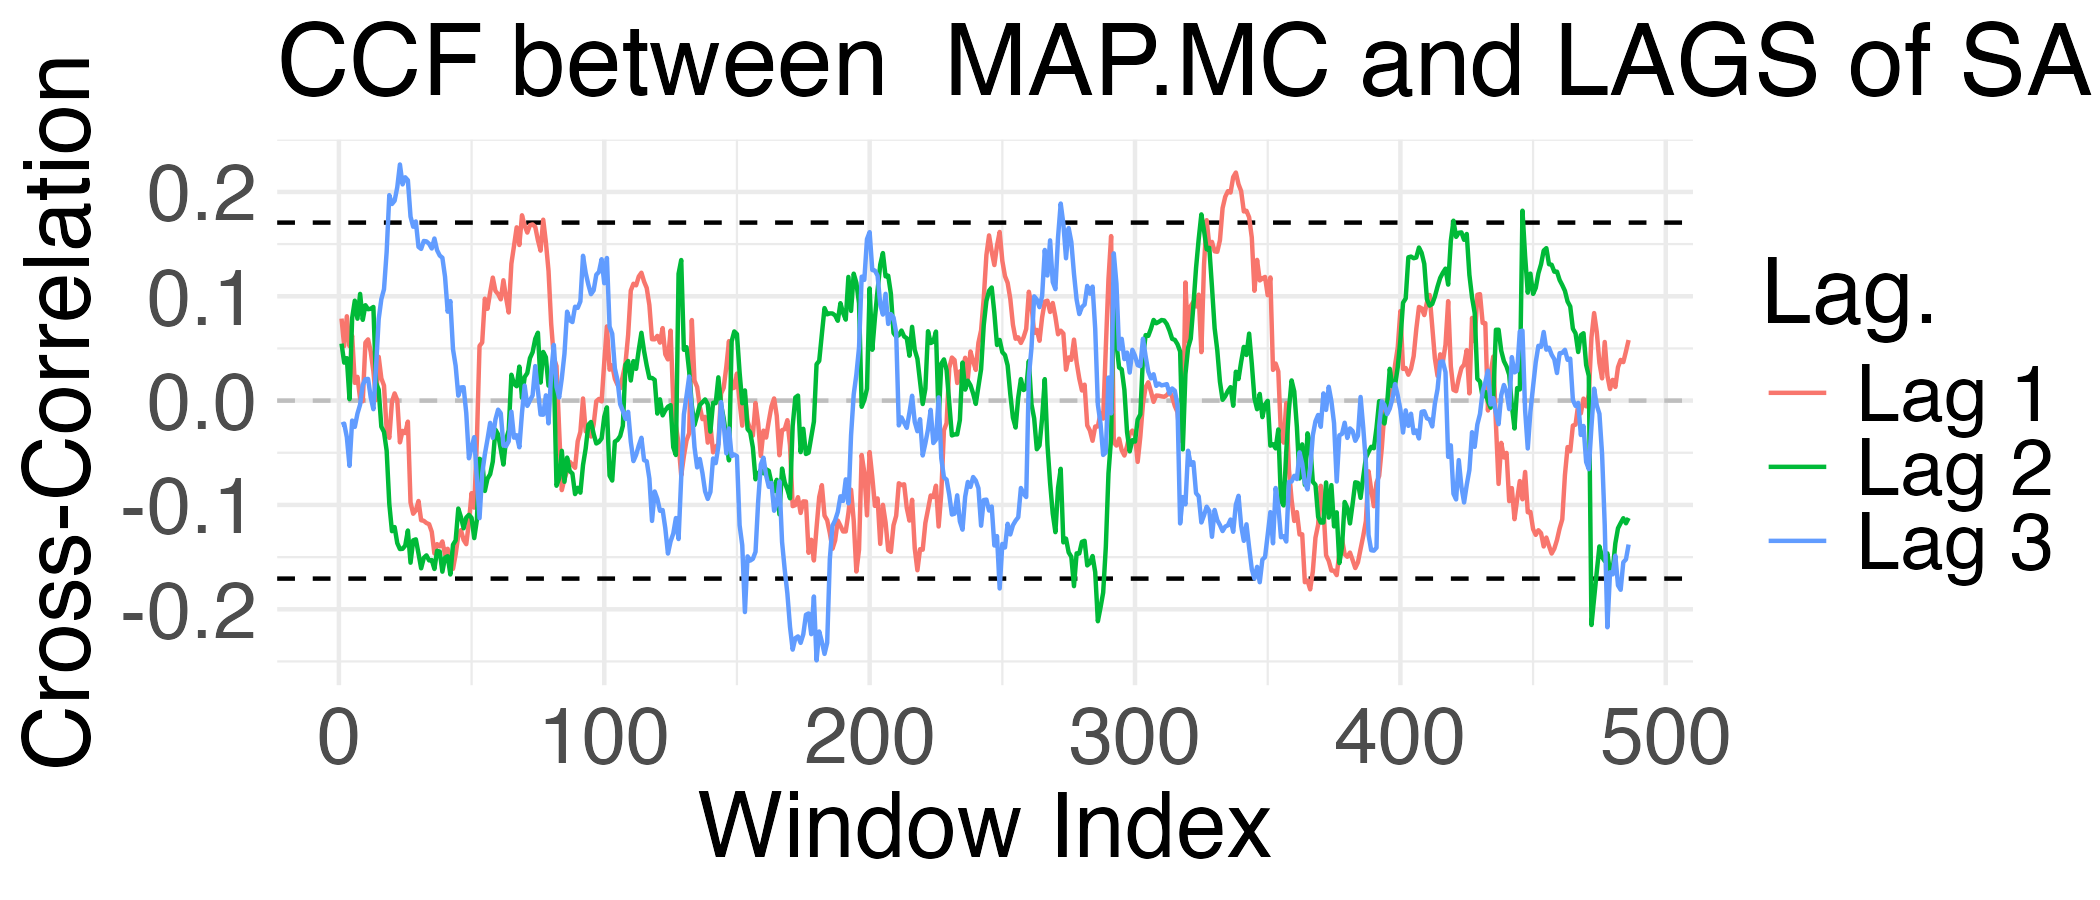 CCF between  MAP.MC and LAGS of SA
Cross-Correlation
0.2
0.1
0.0
-0.1
-0.2
0 100 200 300 400 500
Window Index
Lag.
Lag 1
Lag 2
Lag 3